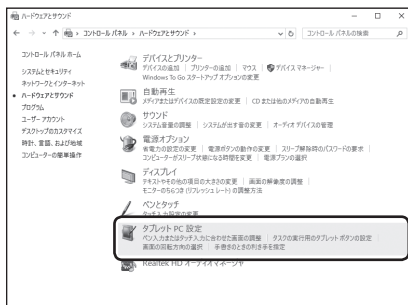 ハードウェアとサウンド
コントロール パネル › ハードウェアとサウンド
コントロール パネルの検索
コントロール パネル ホーム
システムとセキュリティ
ネットワークとインターネット
ハードウェアとサウンド
プログラム
ユーザー アカウント
デスクトップのカスタマイズ
時計、言語、および地域
コンピューターの簡単操作
デバイスとプリンター
デバイスの追加 | プリンターの追加 | マウス | デバイス マネージャー |
Windows To Go スタートアップ オプションの変更
自動再生
メディアまたはデバイスの既定設定の変更 | CD または他のメディアの自動再生
サウンド
システム音量の調整 | システムが出す音の変更 | オーディオ デバイスの管理
電源オプション
省電力の設定の変更 | 電源ボタンの動作の変更 | スリープ解除時のパスワードの要求 |
コンピューターがスリープ状態になる時間を変更 | 電源プランの選択
ディスプレイ
テキストやその他の項目の大きさの変更 | 画面の解像度の調整 |
モニターのちらつき (リフレッシュ レート) の調整方法
ペンとタッチ
タッチ入力設定の変更
タブレット PC 設定
ペン入力またはタッチ入力に合わせた画面の調整 | タスクの実行用のタブレット ボタンの設定 |
画面の回転方向の選択 | 手書きのときの利き手を指定
Realtek HD オーディオマネージャ